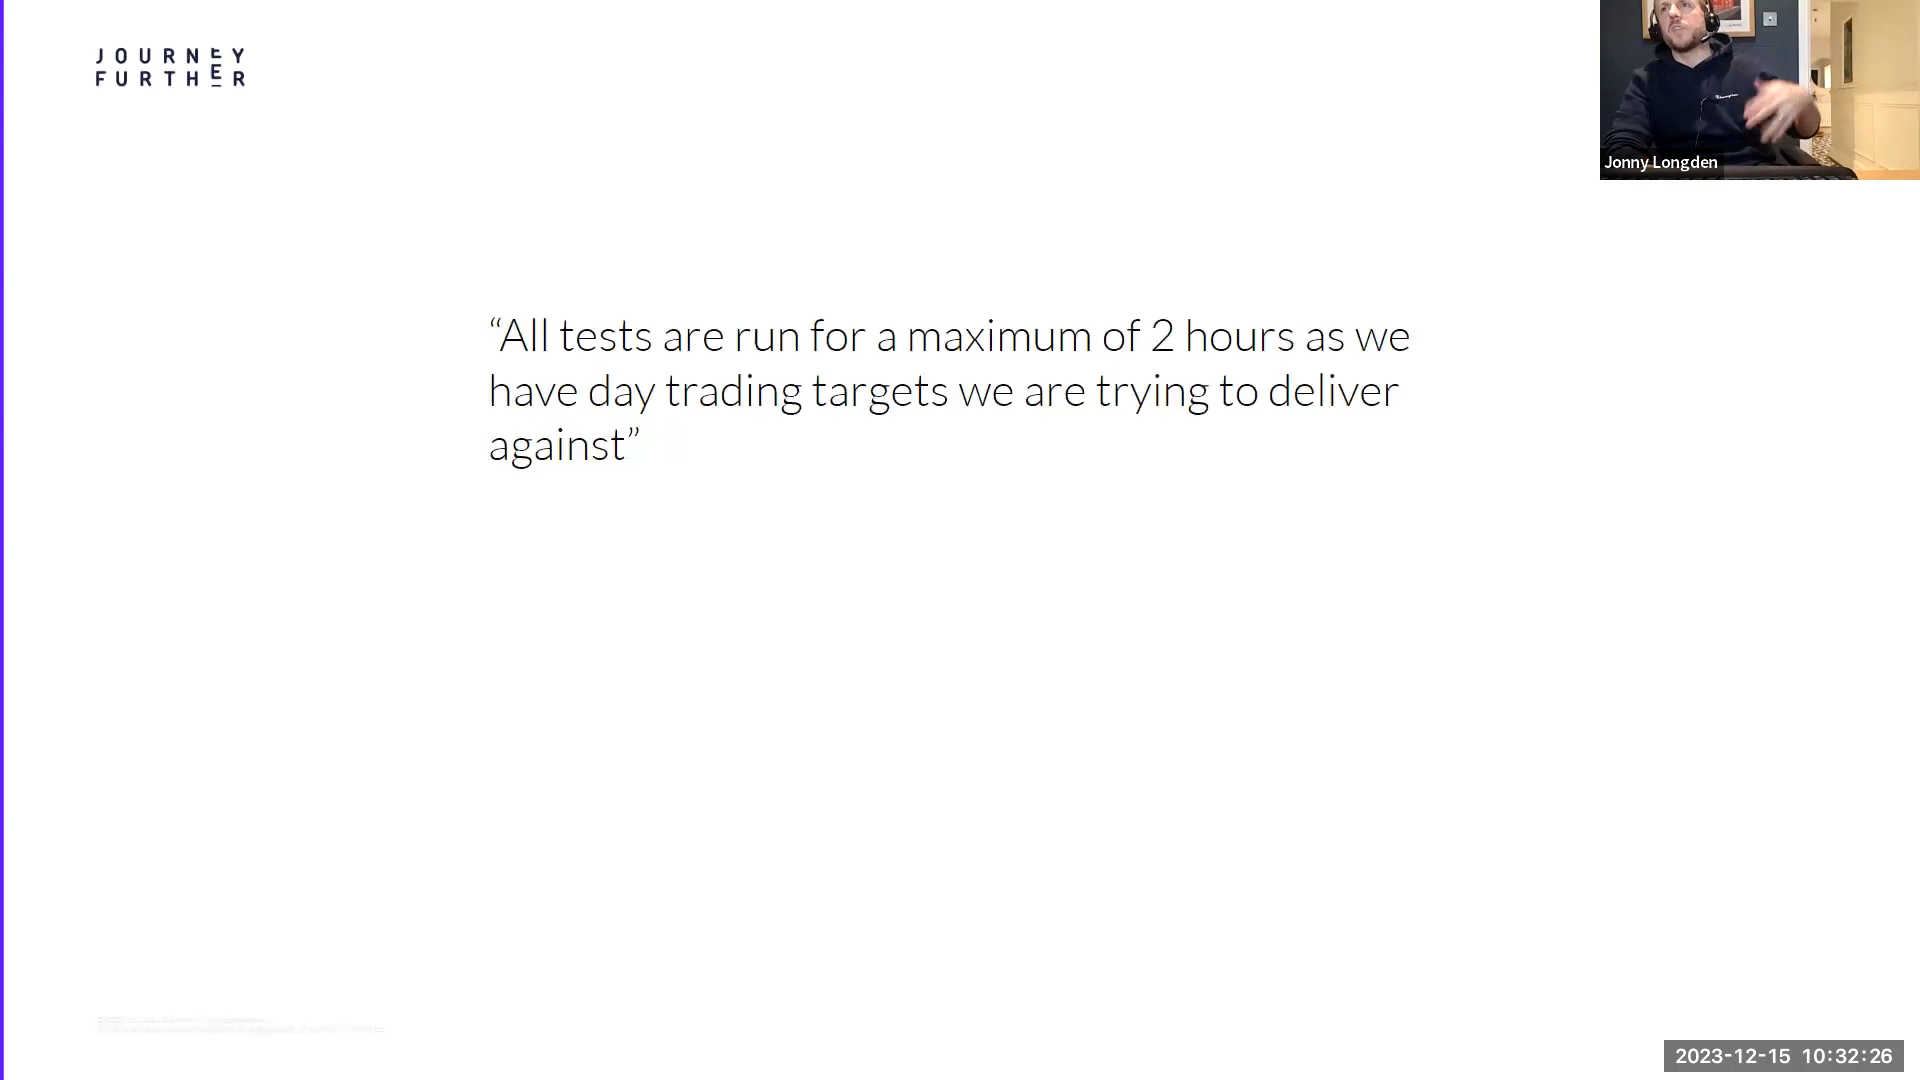 JOURNEY
FURTHER
Jonny Longden
“All tests are run for a maximum of 2 hours as we
have day trading targets we are trying to deliver
against”
2023-12-15 10:32:26